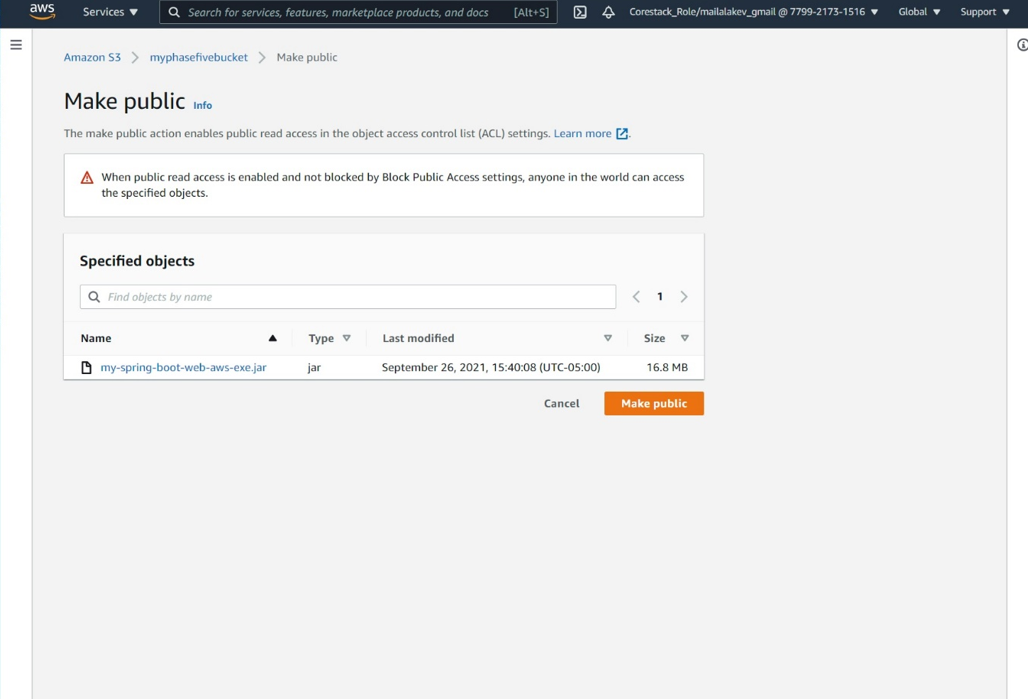 aws Services ▼ Search for services, features, marketplace products, and docs [Alt+S] Corestack_Role/mailalakev_gmail @ 7799-2173-1516 ▼ Global ▼ Support ▼
Amazon S3 > myphasefivebucket > Make public
Make public Info
The make public action enables public read access in the object access control list (ACL) settings. Learn more.
When public read access is enabled and not blocked by Block Public Access settings, anyone in the world can access
the specified objects.
Specified objects
Find objects by name < 1 >
Name ▲ Type ▽ Last modified ▽ Size ▽
my-spring-boot-web-aws-exe.jar jar September 26, 2021, 15:40:08 (UTC-05:00) 16.8 MB
Cancel Make public